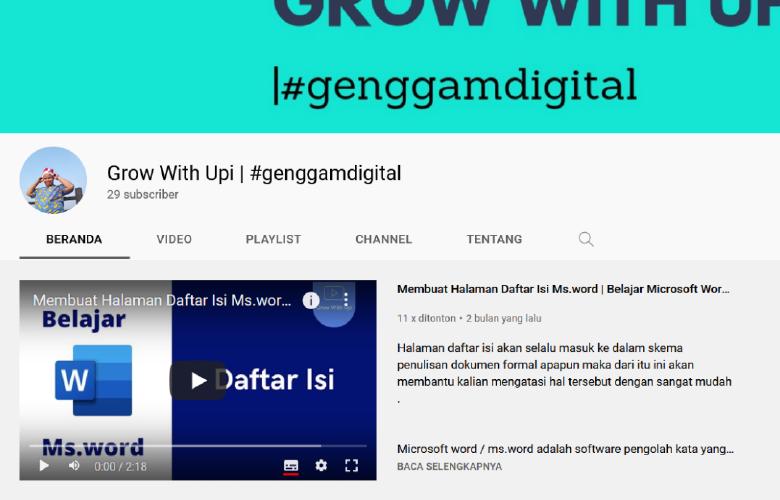 GROW WITH UP
|#genggamdigital
Grow With Upi | #genggamdigital
29 subscriber
BERANDA VIDEO PLAYLIST CHANNEL TENTANG
Membuat Halaman Daftar Isi Ms.wor...
Belajar
W
Daftar Isi
Ms.word
0:00 / 2:18
Membuat Halaman Daftar Isi Ms.word | Belajar Microsoft Wor...
11 x ditonton • 2 bulan yang lalu
Halaman daftar isi akan selalu masuk ke dalam skema
penulisan dokumen formal apapun maka dari itu ini akan
membantu kalian mengatasi hal tersebut dengan sangat mudah
.
Microsoft word / ms.word adalah software pengolah kata yang...
BACA SELENGKAPNYA